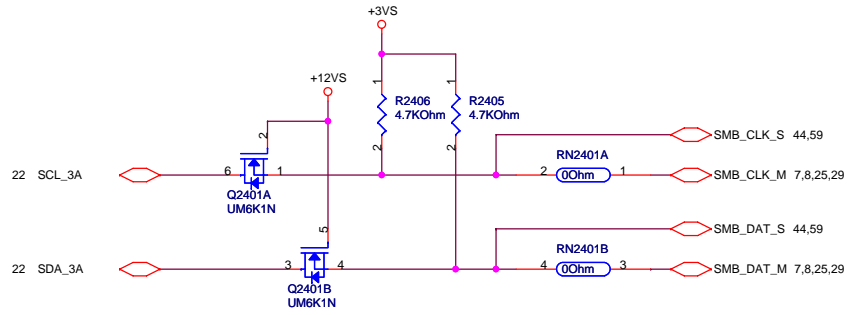 +3VS
+12VS
1
1
R2406
4.7KOhm
R2405
4.7KOhm
2
2
2
SMB_CLK_S 44,59
RN2401A
22 SCL_3A
6
1
2
0Ohm
1
SMB_CLK_M 7,8,25,29
Q2401A
UM6K1N
5
SMB_DAT_S 44,59
RN2401B
22 SDA_3A
3
4
4
0Ohm
3
SMB_DAT_M 7,8,25,29
Q2401B
UM6K1N